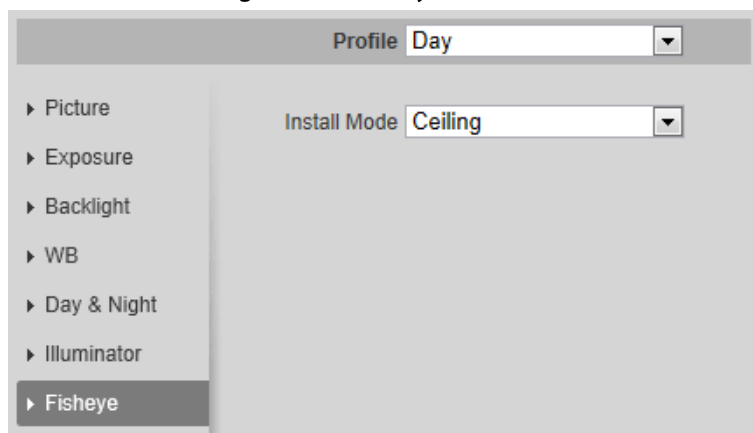 Profile Day
Picture
Install Mode Ceiling
Exposure
Backlight
WB
Day & Night
Illuminator
Fisheye